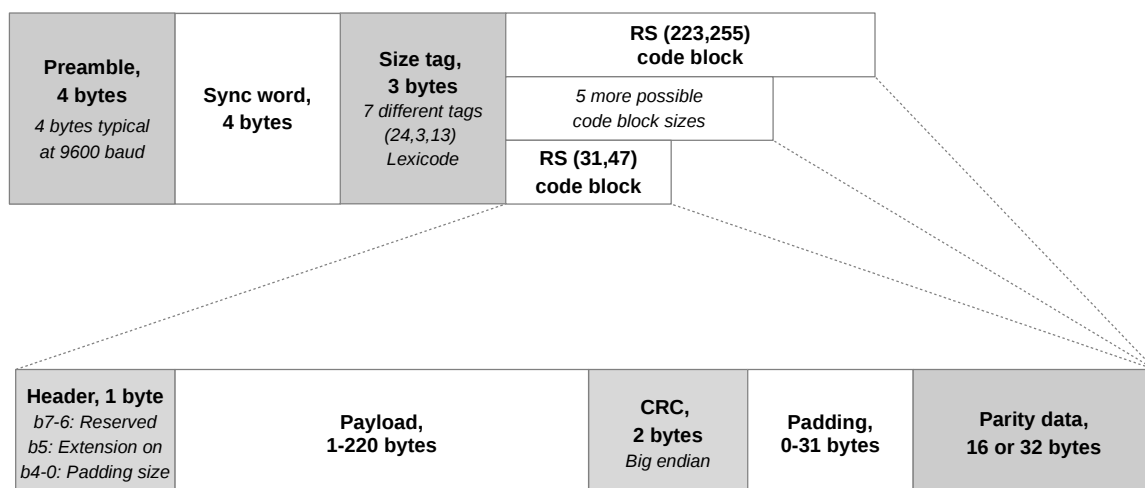 Preamble,
4 bytes
4 bytes typical
at 9600 baud
Sync word,
4 bytes
Size tag,
3 bytes
7 different tags
(24,3,13)
Lexicode
RS (223,255)
code block
5 more possible
code block sizes
RS (31,47)
code block
Header, 1 byte
b7-6: Reserved
b5: Extension on
b4-0: Padding size
Payload,
1-220 bytes
CRC,
2 bytes
Big endian
Padding,
0-31 bytes
Parity data,
16 or 32 bytes